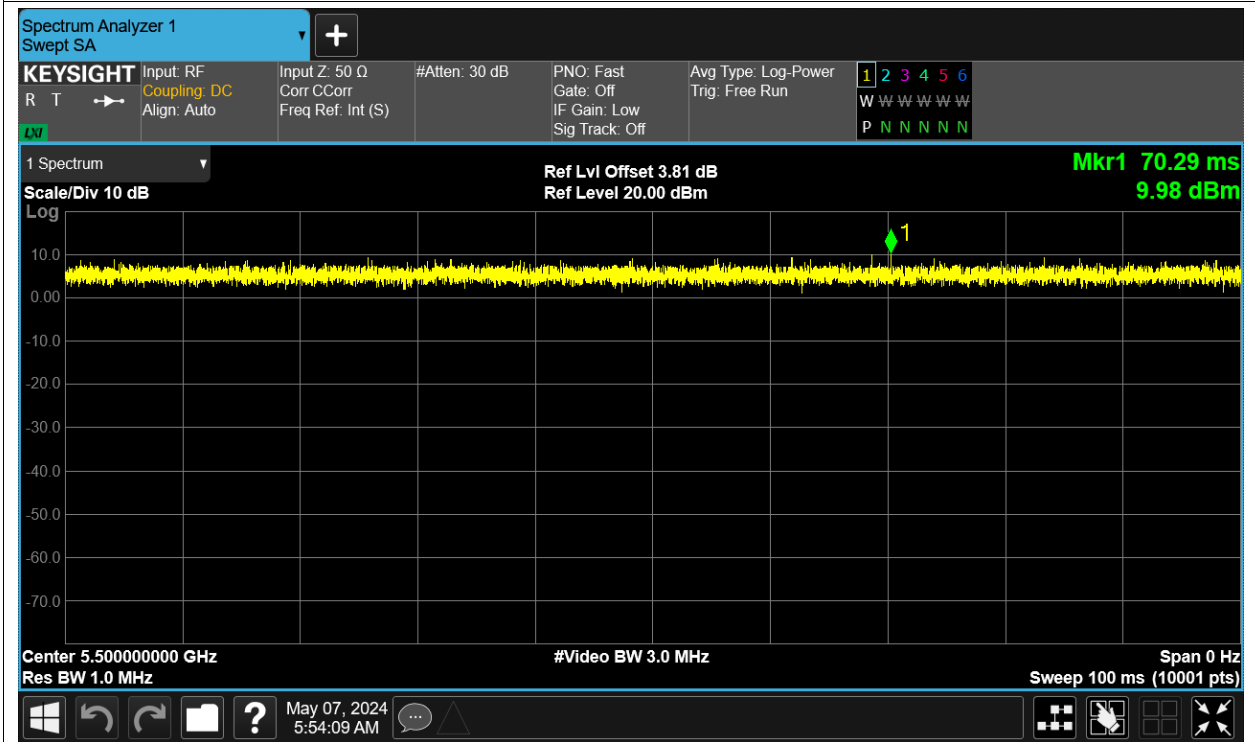 Spectrum Analyzer 1
Swept SA
KEYSIGHT
R T
LXI
Input: RF
Coupling: DC
Align: Auto
Input Z: 50 Ω
Corr CCorr
Freq Ref: Int (S)
#Atten: 30 dB
PNO: Fast
Gate: Off
IF Gain: Low
Sig Track: Off
Avg Type: Log-Power
Trig: Free Run
1 2 3 4 5 6
W W W W W W
P N N N N N
1 Spectrum
Scale/Div 10 dB
Ref Lvl Offset 3.81 dB
Ref Level 20.00 dBm
Mkr1 70.29 ms
9.98 dBm
Log
1
10.0
0.00
-10.0
-20.0
-30.0
-40.0
-50.0
-60.0
-70.0
Center 5.500000000 GHz
Res BW 1.0 MHz
#Video BW 3.0 MHz
Span 0 Hz
Sweep 100 ms (10001 pts)
?
May 07, 2024
5:54:09 AM